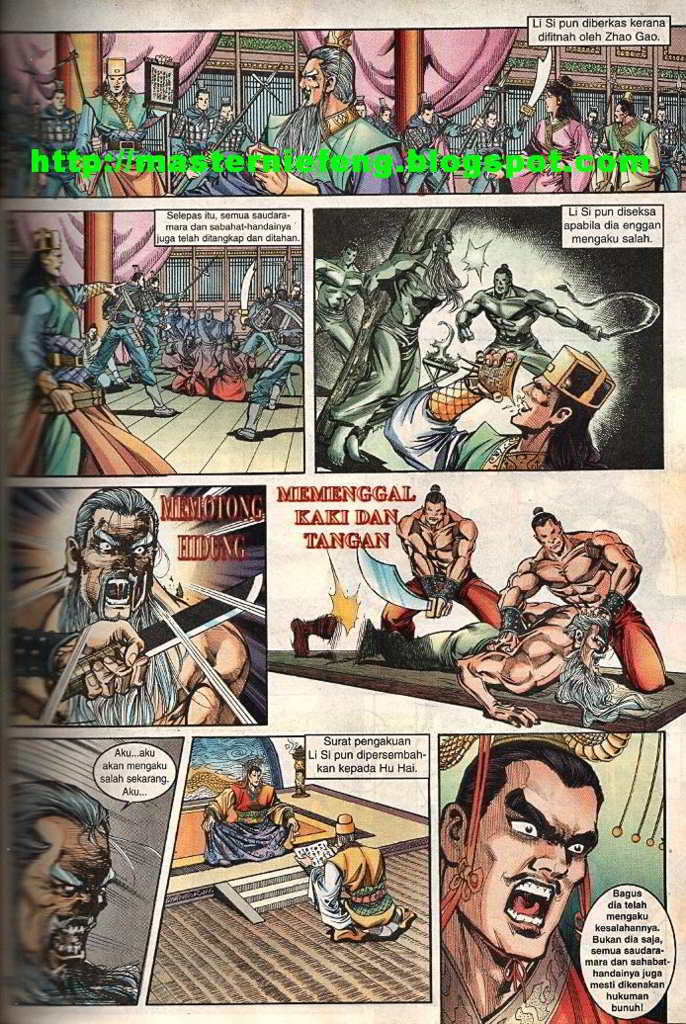 Li Si pun diberkas kerana
difitnah oleh Zhao Gao.
http://masterniefeng.blogspot.com
Selepas itu, semua saudara-
mara dan sabahat-handainya
juga telah ditangkap dan ditahan.
Li Si pun diseksa
apabila dia enggan
mengaku salah.
MEMOTONG
HIDUNG
MEMENGGAL
KAKI DAN
TANGAN
Aku...aku
akan mengaku
salah sekarang.
Aku...
Surat pengakuan
Li Si pun dipersembah-
kan kepada Hu Hai.
Bagus
dia telah
mengaku
kesalahannya.
Bukan dia saja,
semua saudara-
mara dan sahabat-
handainya juga
mesti dikenakan
hukuman
bunuh!